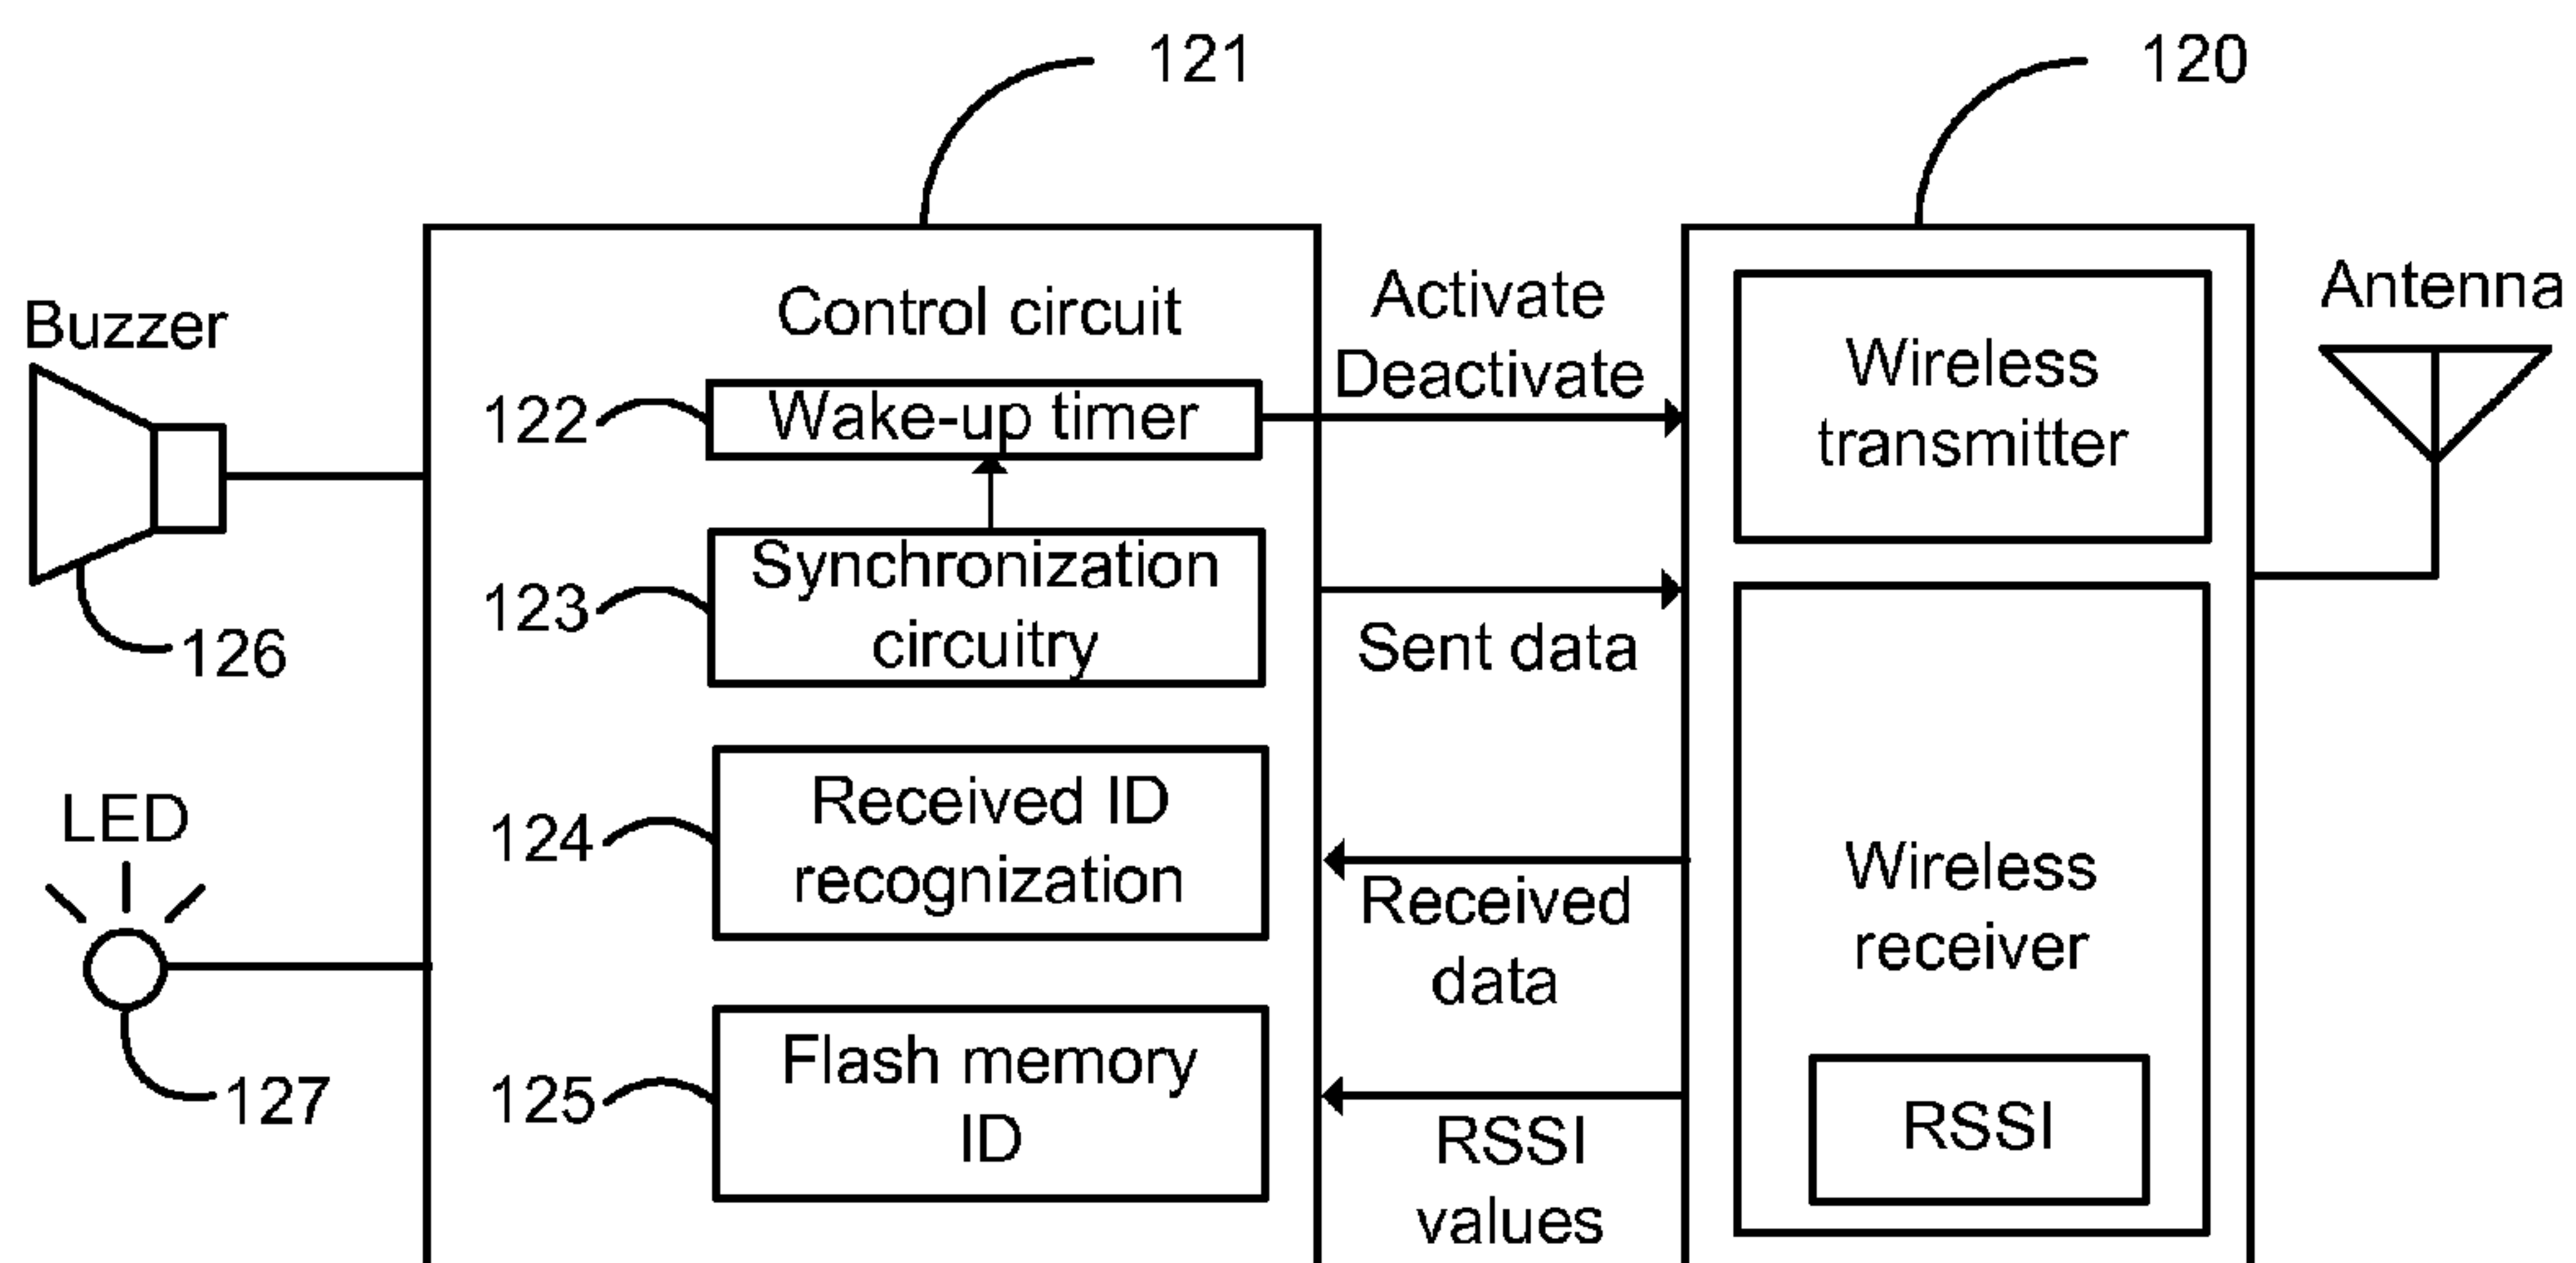 121
120
Buzzer
126
LED
127
Control circuit
122
Wake-up timer
123
Synchronization
circuitry
124
Received ID
recognization
125
Flash memory
ID
Activate
Deactivate
Sent data
Received
data
RSSI
values
Wireless
transmitter
Wireless
receiver
RSSI
Antenna